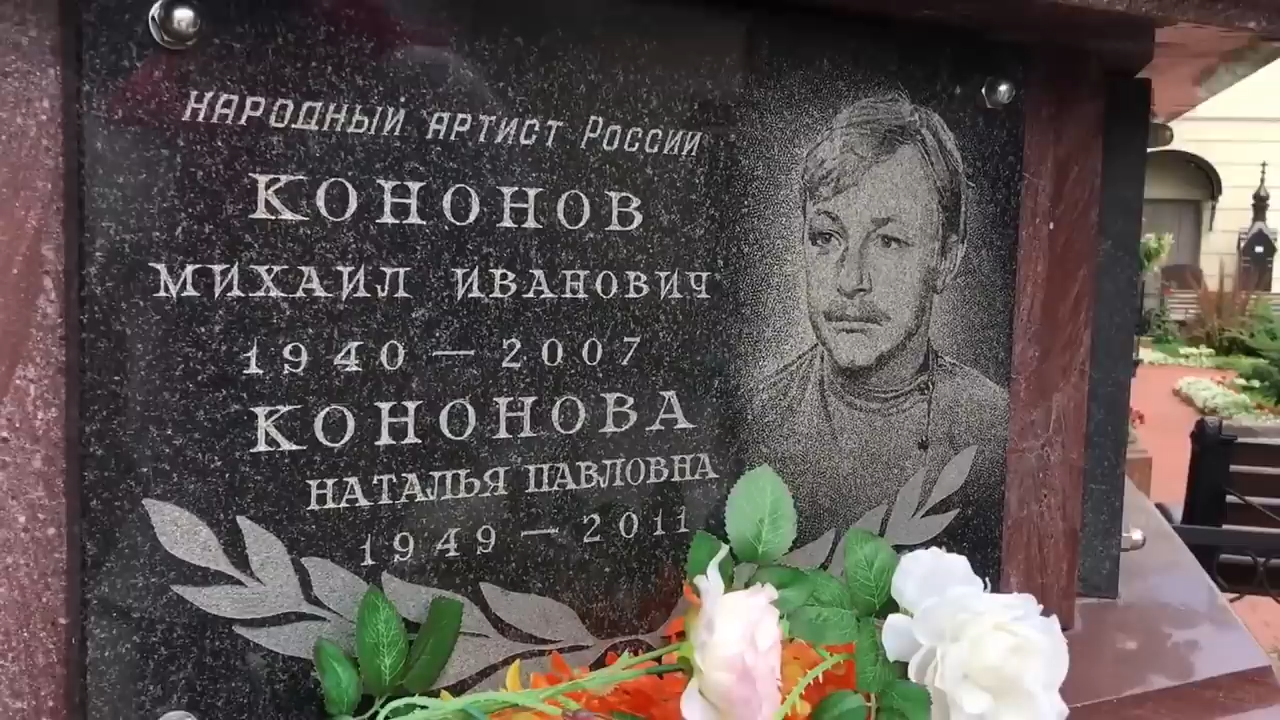 НАРОДНЫЙ АРТИСТ РОССИИ
КОНОНОВ
МИХАИЛ ИВАНОВИЧ
1940 — 2007
КОНОНОВА
НАТАЛЬЯ ПАВЛОВНА
1949 — 2011